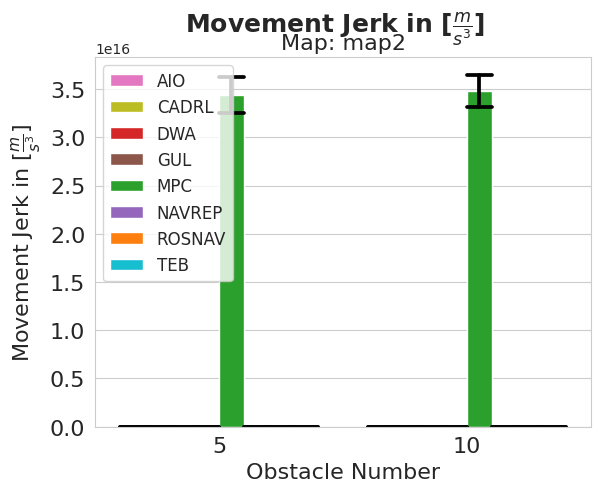 Movement Jerk in [m/s³]
Map: map2
1e16
3.5
3.0
2.5
2.0
1.5
1.0
0.5
0.0
Movement Jerk in [m/s³]
AIO
CADRL
DWA
GUL
MPC
NAVREP
ROSNAV
TEB
5 10
Obstacle Number